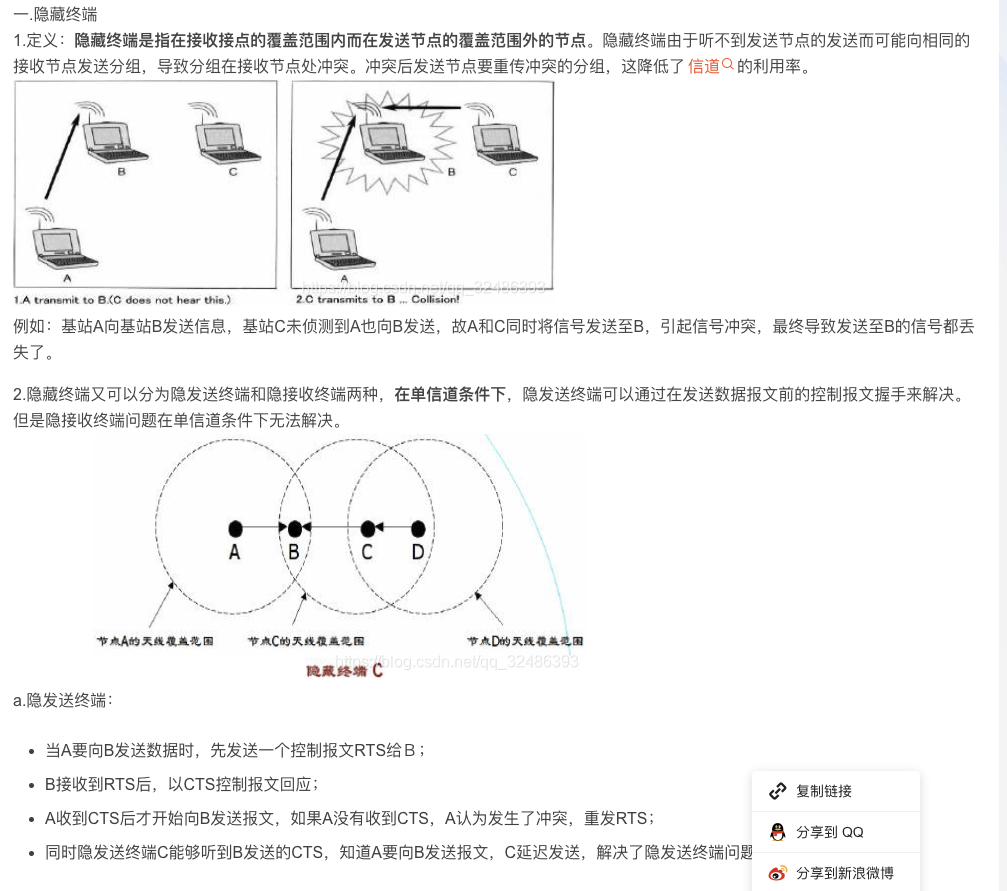 一.隐藏终端
1.定义：隐藏终端是指在接收接点的覆盖范围内而在发送节点的覆盖范围外的节点。隐藏终端由于听不到发送节点的发送而可能向相同的
接收节点发送分组，导致分组在接收节点处冲突。冲突后发送节点要重传冲突的分组，这降低了 信道 的利用率。
B
C
A
1.A transmit to B.(C does not hear this.)
B
C
A
https://blog.csdn.net/qq_32486393
2.C transmits to B ... Collision!
例如：基站A向基站B发送信息，基站C未侦测到A也向B发送，故A和C同时将信号发送至B，引起信号冲突，最终导致发送至B的信号都丢
失了。
2.隐藏终端又可以分为隐发送终端和隐接收终端两种，在单信道条件下，隐发送终端可以通过在发送数据报文前的控制报文握手来解决。
但是隐接收终端问题在单信道条件下无法解决。
A B C D
节点A的天线覆盖范围 节点C的天线覆盖范围 节点D的天线覆盖范围
https://blog.csdn.net/qq_32486393
隐藏终端 C
a.隐发送终端：
当A要向B发送数据时，先发送一个控制报文RTS给Ｂ；
B接收到RTS后，以CTS控制报文回应；
A收到CTS后才开始向B发送报文，如果A没有收到CTS，A认为发生了冲突，重发RTS；
同时隐发送终端C能够听到B发送的CTS，知道A要向B发送报文，C延迟发送，解决了隐发送终端问题
复制链接
分享到 QQ
分享到新浪微博